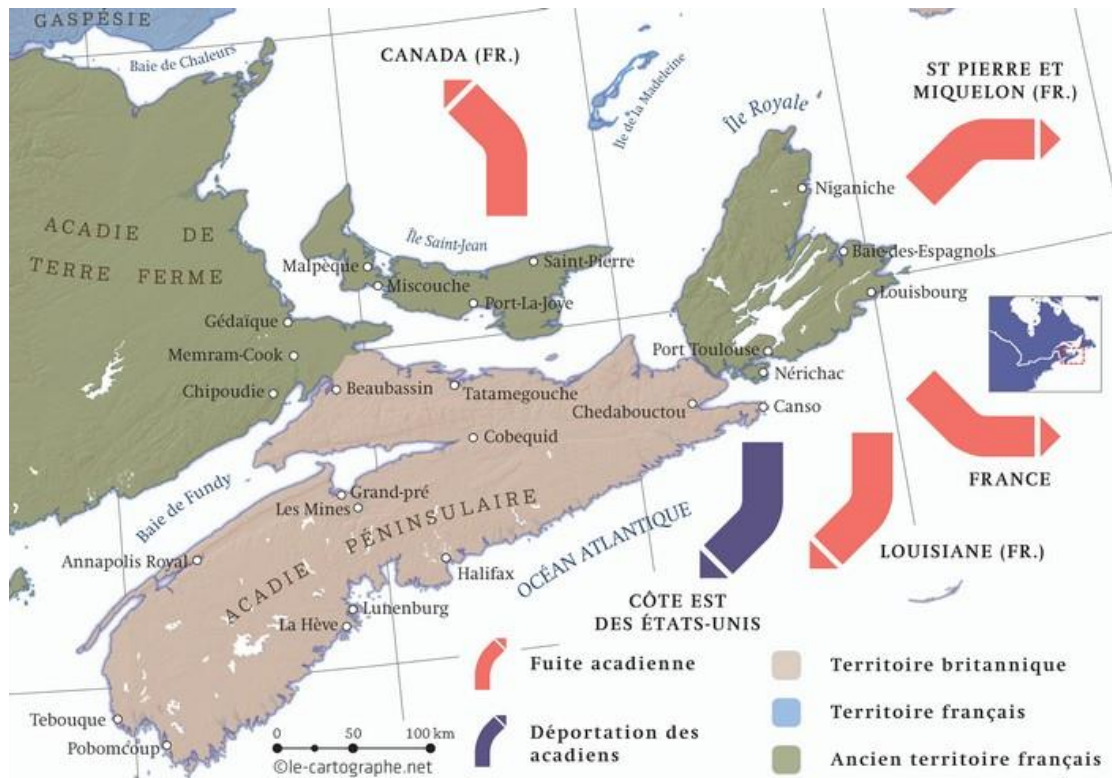 GASPÉSIE
Baie de Chaleurs
CANADA (FR.)
Île de la Madeleine
Île Royale
ST PIERRE ET
MIQUELON (FR.)
Niganiche
ACADIE DE
TERRE FERME
Île Saint-Jean
Malpèque
Saint-Pierre
Baie-des-Espagnols
Miscouche
Port-La-Joye
Louisbourg
Gédaïque
Memram-Cook
Port Toulouse
Nérichac
Chipoudie
Beaubassin
Tatamegouche
Chedabouctou
Canso
Cobequid
Baie de Fundy
Grand-pré
Les Mines
ACADIE PÉNINSULAIRE
OCÉAN ATLANTIQUE
FRANCE
Annapolis Royal
Halifax
LOUISIANE (FR.)
CÔTE EST
DES ÉTATS-UNIS
Lunenburg
La Hève
Tebouque
Pobomcoup
Fuite acadienne
Déportation des
acadiens
Territoire britannique
Territoire français
Ancien territoire français
0 50 100 km
©le-cartographe.net